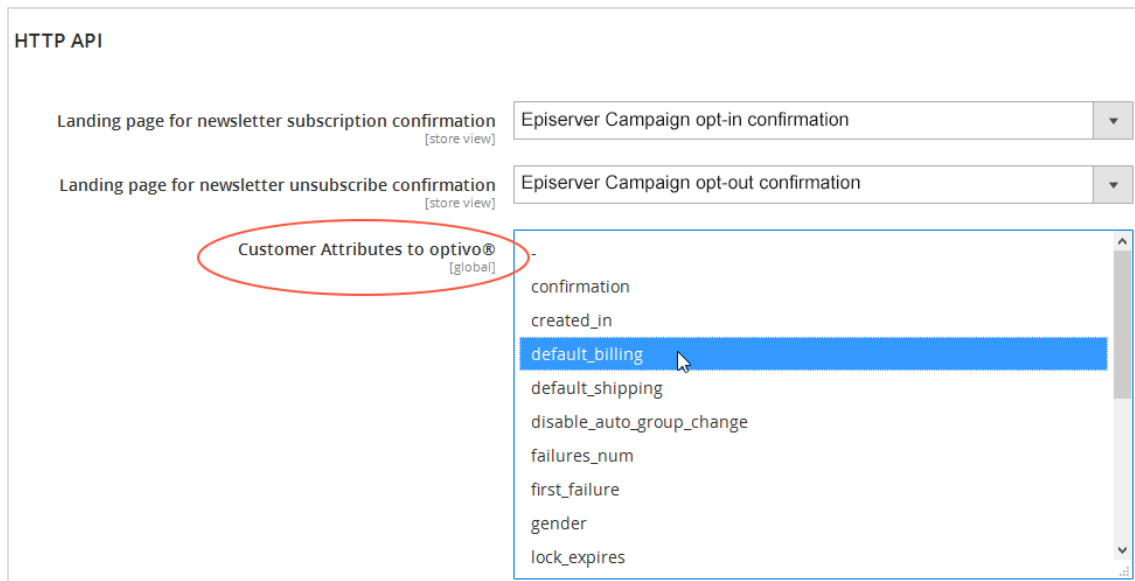 HTTP API
Landing page for newsletter subscription confirmation
[store view]
Episerver Campaign opt-in confirmation
Landing page for newsletter unsubscribe confirmation
[store view]
Episerver Campaign opt-out confirmation
Customer Attributes to optivo®
[global]
-
confirmation
created_in
default_billing
default_shipping
disable_auto_group_change
failures_num
first_failure
gender
lock_expires